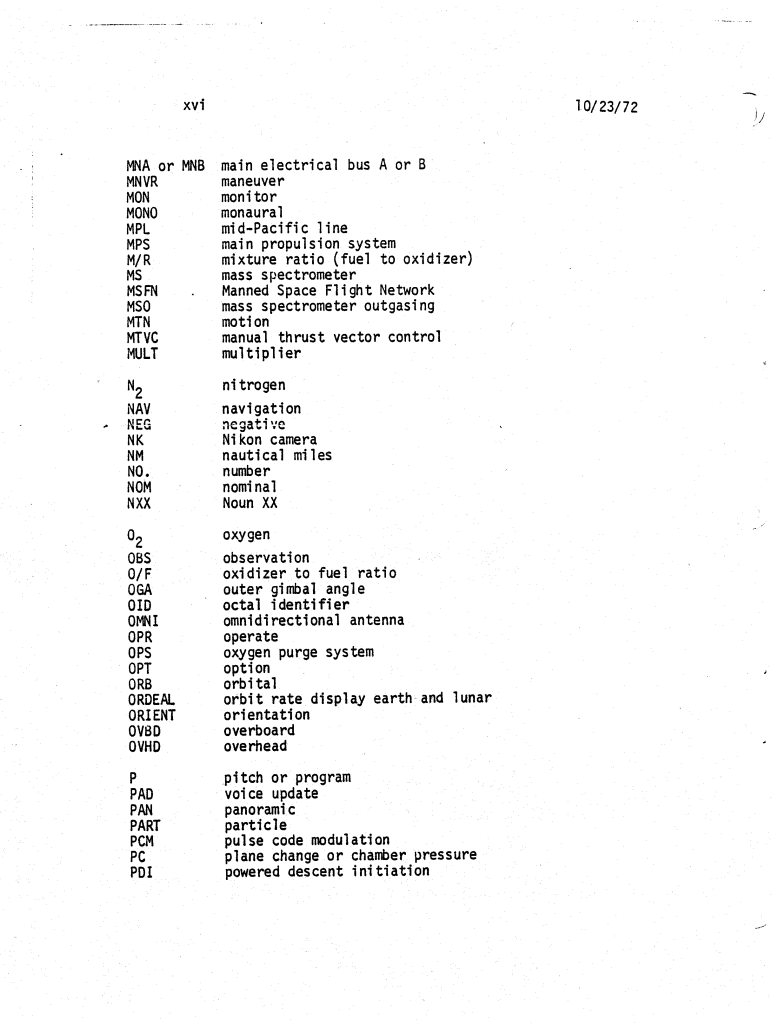 xvi 10/23/72
MNA or MNB main electrical bus A or B
MNVR maneuver
MON monitor
MONO monaural
MPL mid-Pacific line
MPS main propulsion system
M/R mixture ratio (fuel to oxidizer)
MS mass spectrometer
MSFN Manned Space Flight Network
MSO mass spectrometer outgasing
MTN motion
MTVC manual thrust vector control
MULT multiplier
N2 nitrogen
NAV navigation
NEG negative
NK Nikon camera
NM nautical miles
NO. number
NOM nominal
NXX Noun XX
O2 oxygen
OBS observation
O/F oxidizer to fuel ratio
OGA outer gimbal angle
OID octal identifier
OMNI omnidirectional antenna
OPR operate
OPS oxygen purge system
OPT option
ORB orbital
ORDEAL orbit rate display earth and lunar
ORIENT orientation
OVBD overboard
OVHD overhead
P pitch or program
PAD voice update
PAN panoramic
PART particle
PCM pulse code modulation
PC plane change or chamber pressure
PDI powered descent initiation